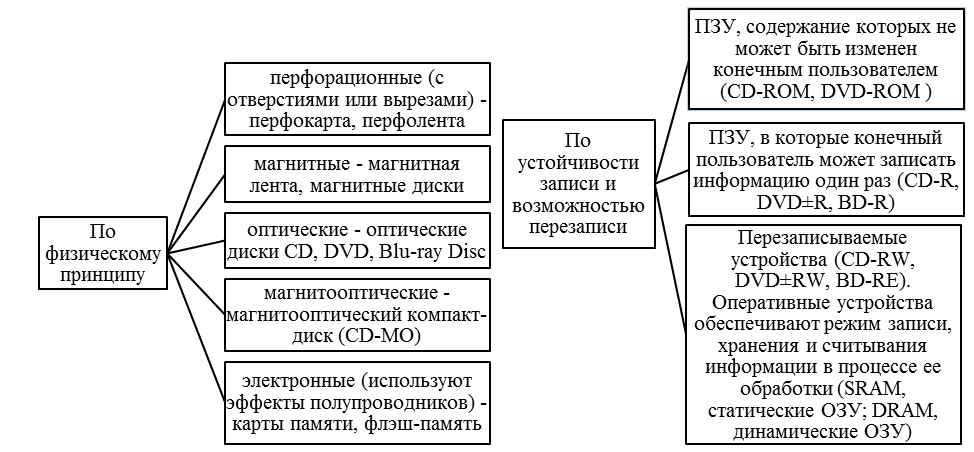 По
физическому
принципу
перфорационные (с
отверстиями или вырезами) -
перфокарта, перфолента
магнитные - магнитная
лента, магнитные диски
оптические - оптические
диски CD, DVD, Blu-ray Disc
магнитооптические -
магнитооптический компакт-
диск (CD-MO)
электронные (используют
эффекты полупроводников) -
карты памяти, флэш-память
По
устойчивости
записи и
возможностью
перезаписи
ПЗУ, содержание которых не
может быть изменен
конечным пользователем
(CD-ROM, DVD-ROM )
ПЗУ, в которые конечный
пользователь может записать
информацию один раз (CD-R,
DVD±R, BD-R)
Перезаписываемые
устройства (CD-RW,
DVD±RW, BD-RE).
Оперативные устройства
обеспечивают режим записи,
хранения и считывания
информации в процессе ее
обработки (SRAM,
статические ОЗУ; DRAM,
динамические ОЗУ)